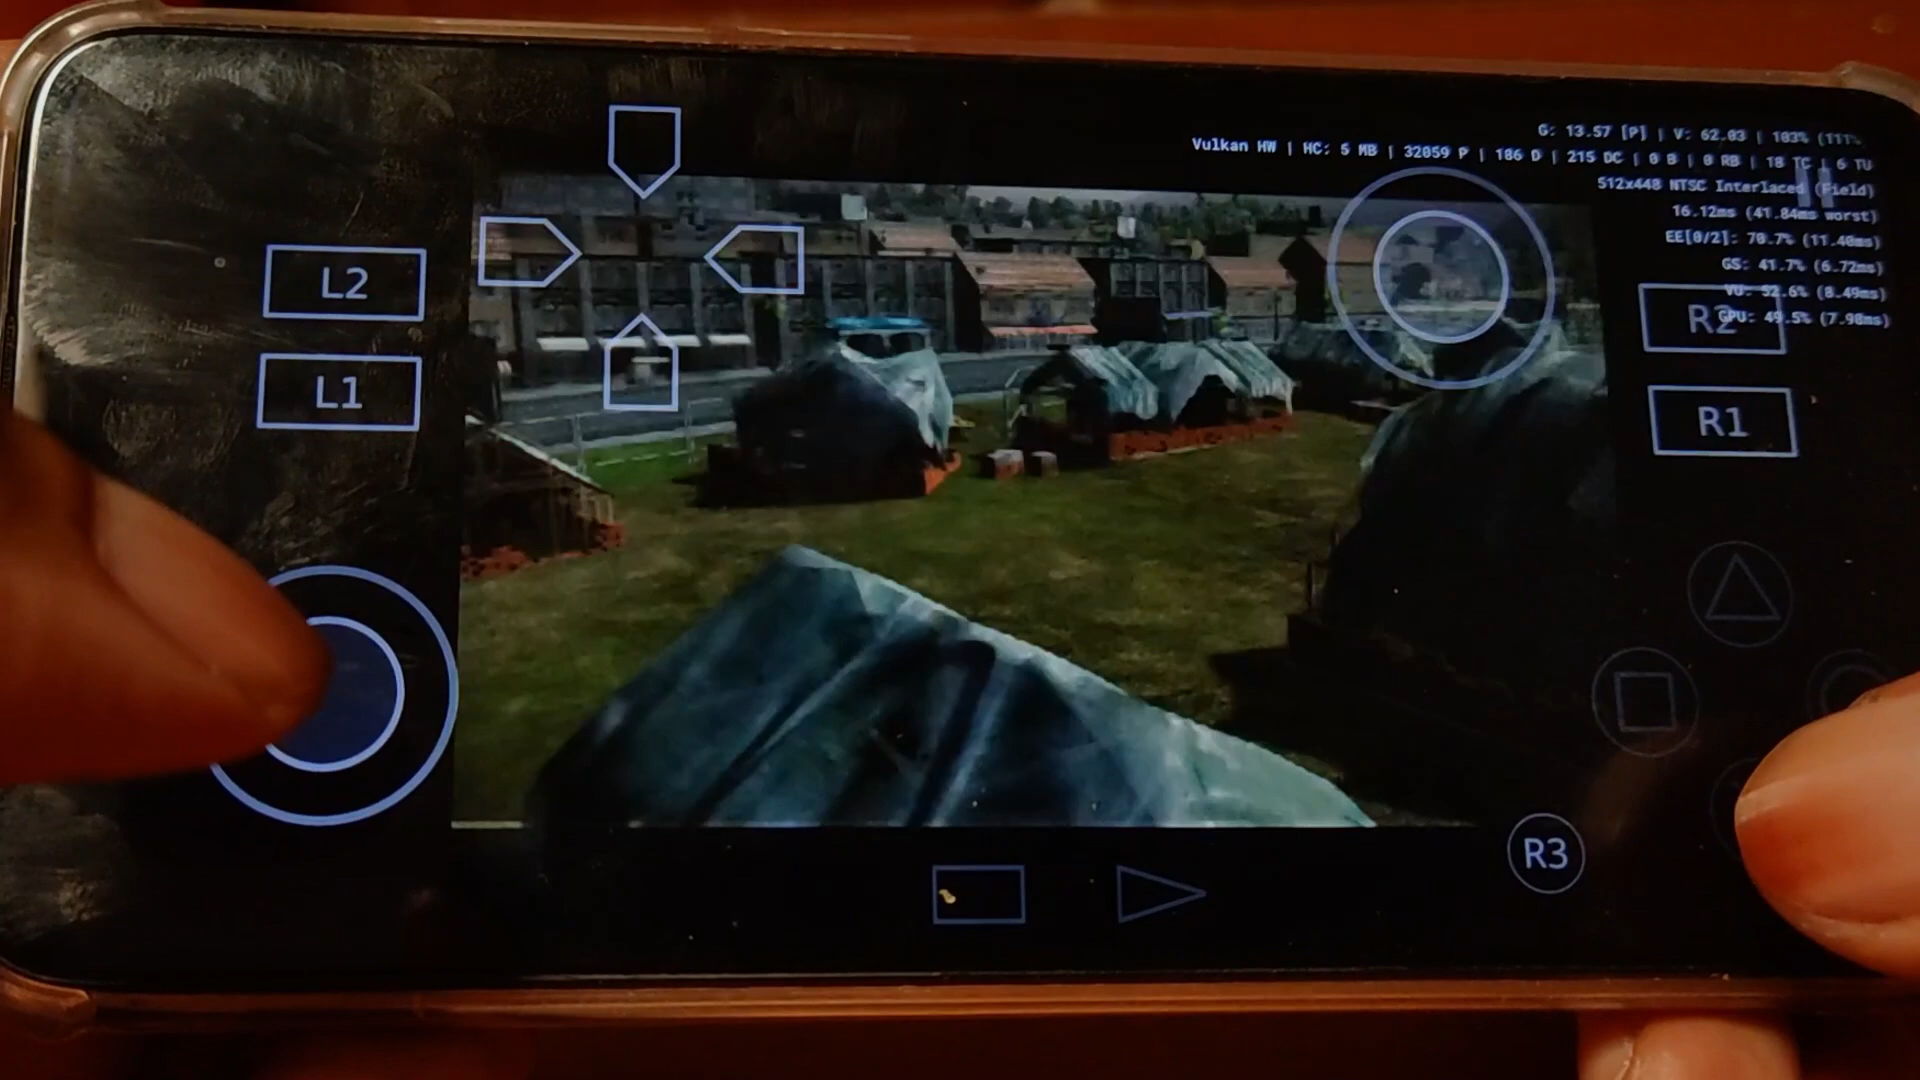 G: 13.57 [P] | V: 62.03 | 103% (111%
Vulkan HW | HC: 5 MB | 32059 P | 186 D | 215 DC | 0 B | 0 RB | 18 TC | 6 TU
512x448 NTSC Interlaced (Field)
16.12ms (41.84ms worst)
EE[0/2]: 70.7% (11.40ms)
GS: 41.7% (6.72ms)
VU: 52.6% (8.49ms)
GPU: 49.5% (7.98ms)
L2
R2
L1
R1
R3